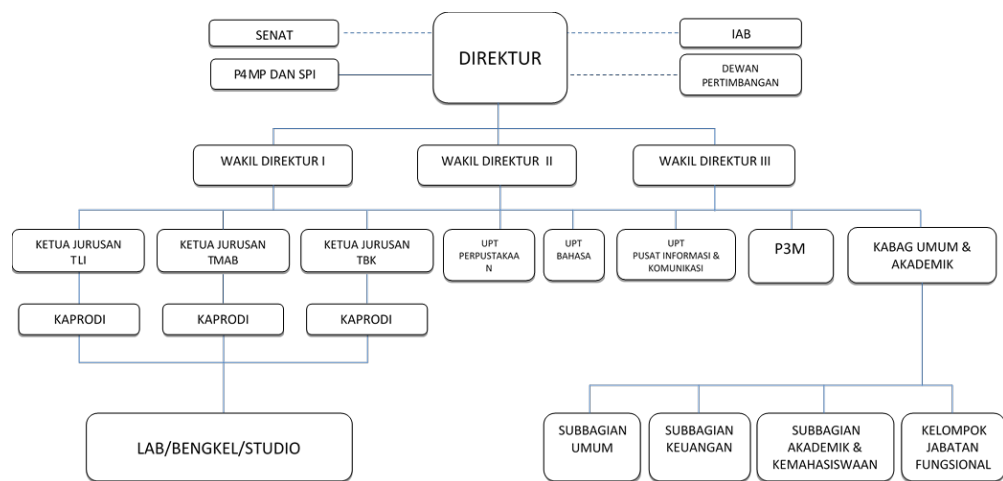 SENAT
DIREKTUR
IAB
P4MP DAN SPI
DEWAN
PERTIMBANGAN
WAKIL DIREKTUR I
WAKIL DIREKTUR II
WAKIL DIREKTUR III
KETUA JURUSAN
TLI
KETUA JURUSAN
TMAB
KETUA JURUSAN
TBK
UPT
PERPUSTAKAA
N
UPT
BAHASA
UPT
PUSAT INFORMASI &
KOMUNIKASI
P3M
KABAG UMUM &
AKADEMIK
KAPRODI
KAPRODI
KAPRODI
LAB/BENGKEL/STUDIO
SUBBAGIAN
UMUM
SUBBAGIAN
KEUANGAN
SUBBAGIAN
AKADEMIK &
KEMAHASISWAAN
KELOMPOK
JABATAN
FUNGSIONAL